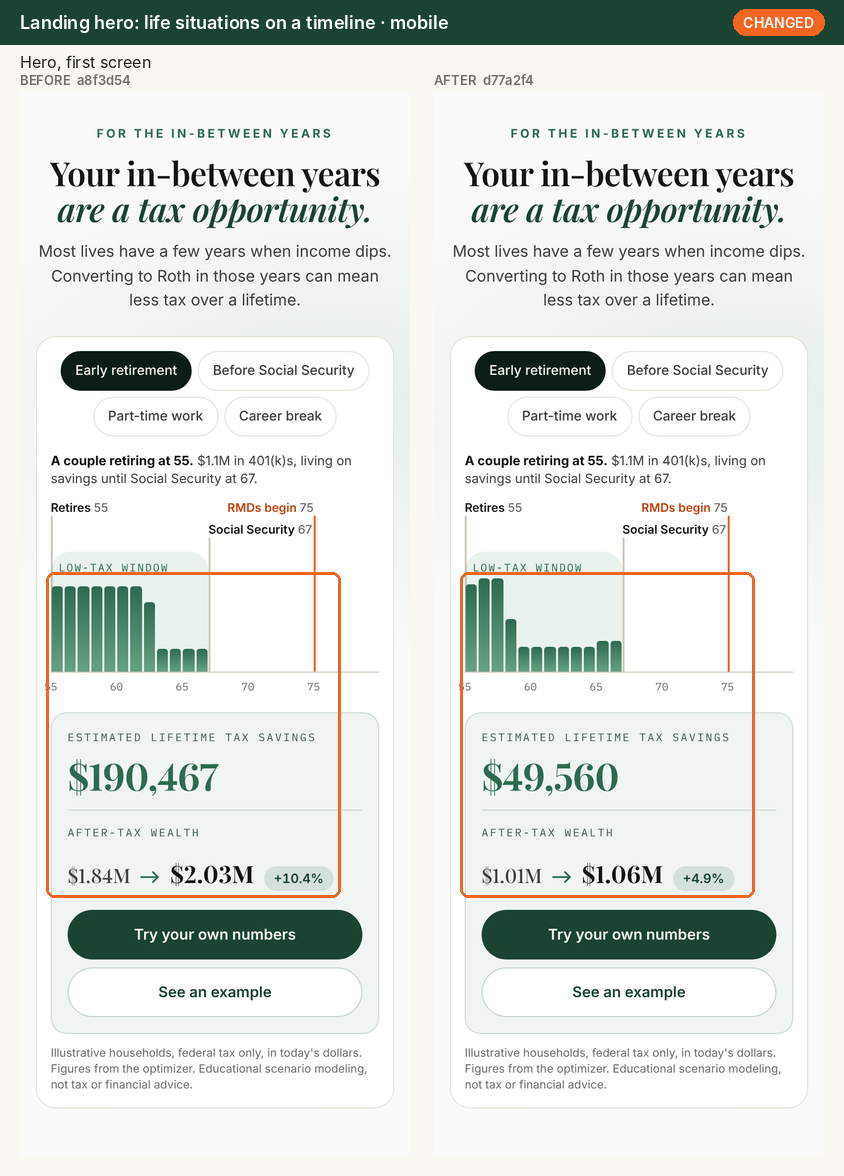 Landing hero: life situations on a timeline · mobile
CHANGED
Hero, first screen
BEFORE a8f3d54
FOR THE IN-BETWEEN YEARS
Your in-between years
are a tax opportunity.
Most lives have a few years when income dips.
Converting to Roth in those years can mean
less tax over a lifetime.
Early retirement
Before Social Security
Part-time work
Career break
A couple retiring at 55. $1.1M in 401(k)s, living on
savings until Social Security at 67.
Retires 55
RMDs begin 75
Social Security 67
LOW-TAX WINDOW
55 60 65 70 75
ESTIMATED LIFETIME TAX SAVINGS
$190,467
AFTER-TAX WEALTH
$1.84M → $2.03M +10.4%
Try your own numbers
See an example
Illustrative households, federal tax only, in today's dollars.
Figures from the optimizer. Educational scenario modeling,
not tax or financial advice.
AFTER d77a2f4
FOR THE IN-BETWEEN YEARS
Your in-between years
are a tax opportunity.
Most lives have a few years when income dips.
Converting to Roth in those years can mean
less tax over a lifetime.
Early retirement
Before Social Security
Part-time work
Career break
A couple retiring at 55. $1.1M in 401(k)s, living on
savings until Social Security at 67.
Retires 55
RMDs begin 75
Social Security 67
LOW-TAX WINDOW
55 60 65 70 75
ESTIMATED LIFETIME TAX SAVINGS
$49,560
AFTER-TAX WEALTH
$1.01M → $1.06M +4.9%
Try your own numbers
See an example
Illustrative households, federal tax only, in today's dollars.
Figures from the optimizer. Educational scenario modeling,
not tax or financial advice.